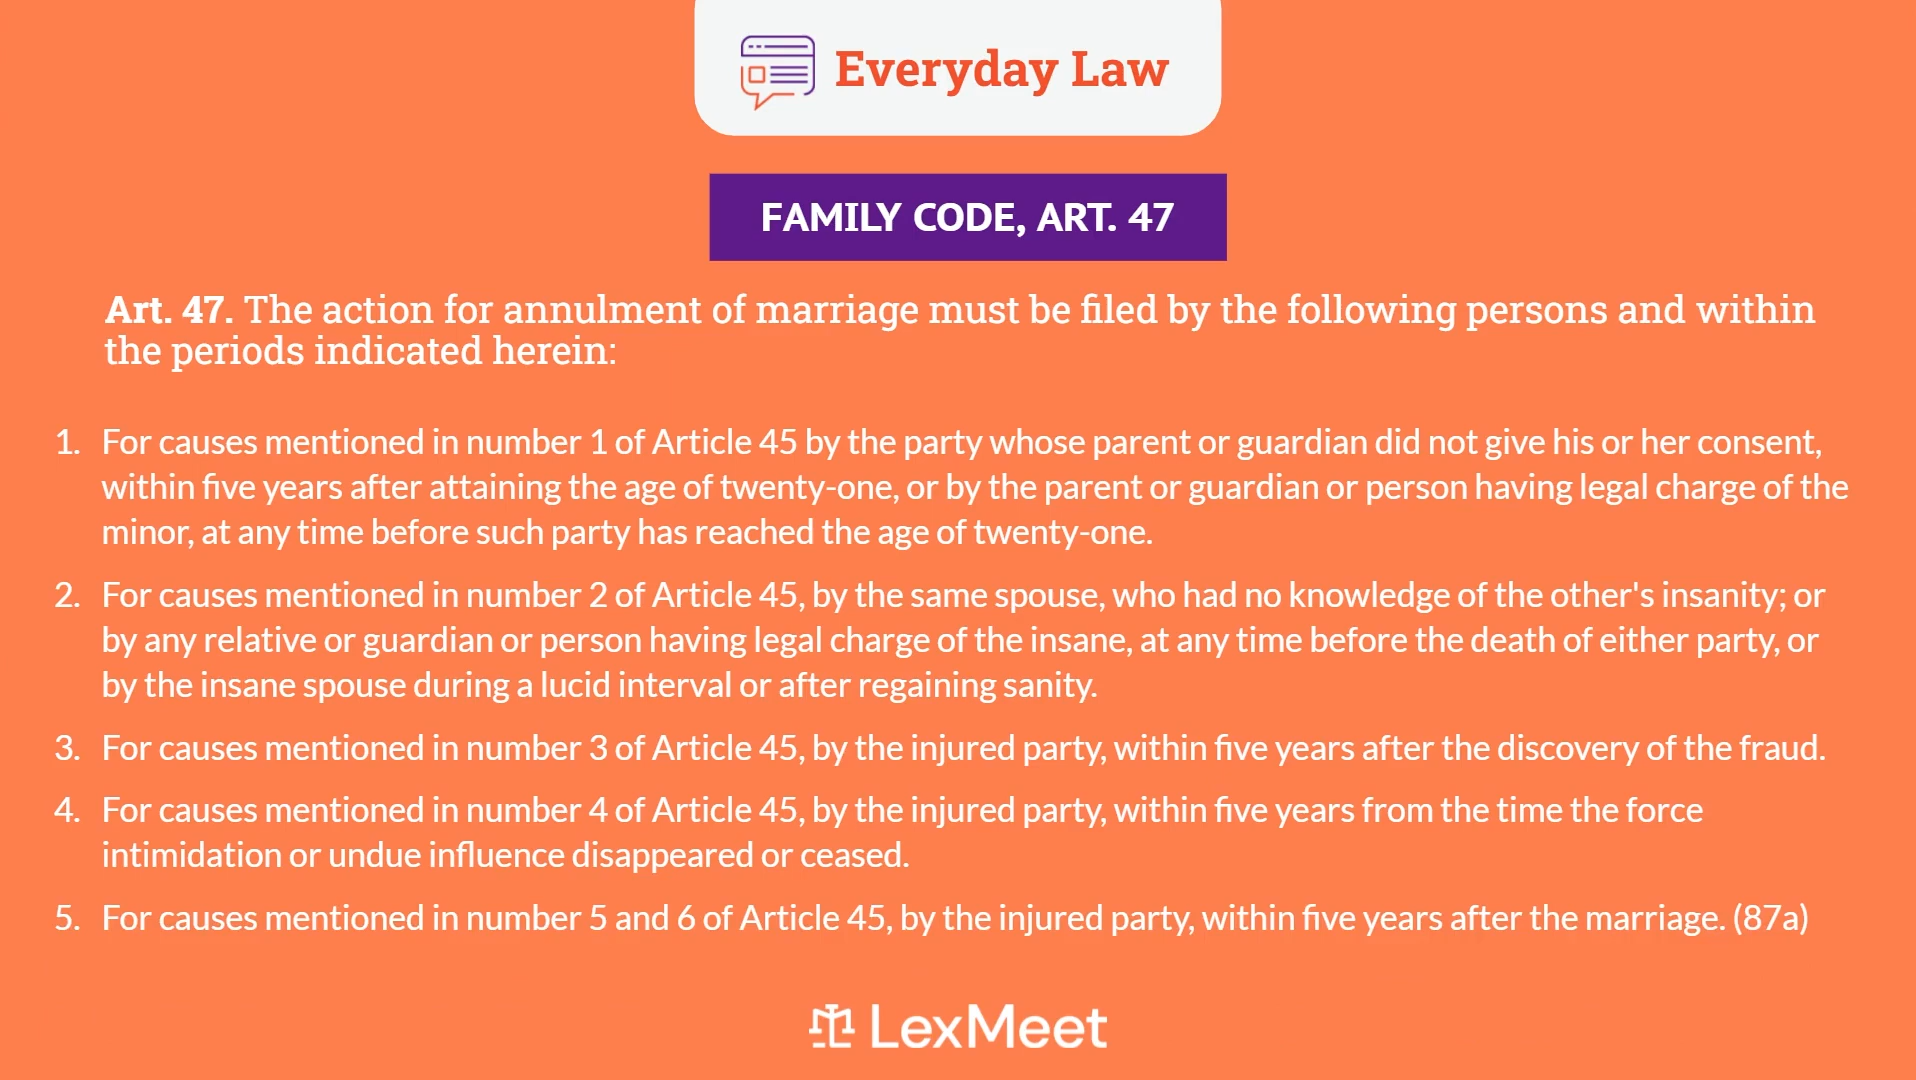 Everyday Law
FAMILY CODE, ART. 47
Art. 47. The action for annulment of marriage must be filed by the following persons and within
the periods indicated herein:
1. For causes mentioned in number 1 of Article 45 by the party whose parent or guardian did not give his or her consent,
within five years after attaining the age of twenty-one, or by the parent or guardian or person having legal charge of the
minor, at any time before such party has reached the age of twenty-one.
2. For causes mentioned in number 2 of Article 45, by the same spouse, who had no knowledge of the other's insanity; or
by any relative or guardian or person having legal charge of the insane, at any time before the death of either party, or
by the insane spouse during a lucid interval or after regaining sanity.
3. For causes mentioned in number 3 of Article 45, by the injured party, within five years after the discovery of the fraud.
4. For causes mentioned in number 4 of Article 45, by the injured party, within five years from the time the force
intimidation or undue influence disappeared or ceased.
5. For causes mentioned in number 5 and 6 of Article 45, by the injured party, within five years after the marriage. (87a)
LexMeet